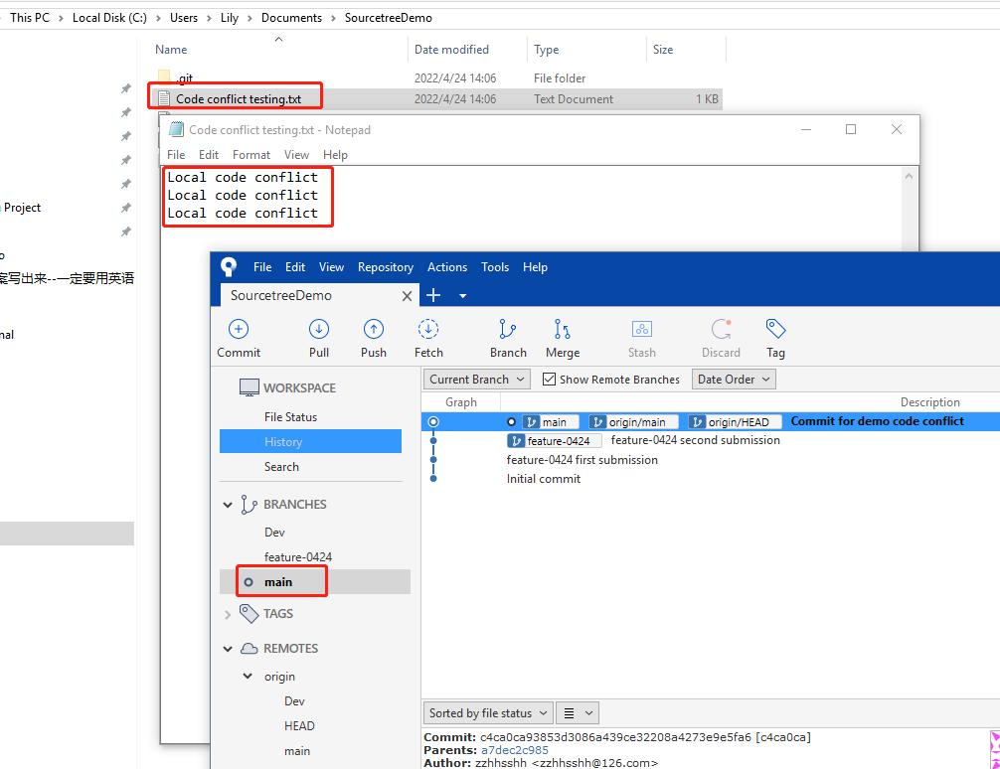 This PC > Local Disk (C:) > Users > Lily > Documents > SourcetreeDemo
Name Date modified Type Size
.git 2022/4/24 14:06 File folder
Code conflict testing.txt 2022/4/24 14:06 Text Document 1 KB
Project
案写出来--一定要用英语
nal
Code conflict testing.txt - Notepad
File Edit Format View Help
Local code conflict
Local code conflict
Local code conflict
File Edit View Repository Actions Tools Help
SourcetreeDemo
Commit Pull Push Fetch Branch Merge Stash Discard Tag
WORKSPACE
File Status
History
Search
BRANCHES
Dev
feature-0424
main
TAGS
REMOTES
origin
Dev
HEAD
main
Current Branch Show Remote Branches Date Order
Graph Description
main origin/main origin/HEAD Commit for demo code conflict
feature-0424 feature-0424 second submission
feature-0424 first submission
Initial commit
Sorted by file status
Commit: c4ca0ca93853d3086a439ce32208a4273e9e5fa6 [c4ca0ca]
Parents: a7dec2c985
Author: zzhhsshh <zzhhsshh@126.com>